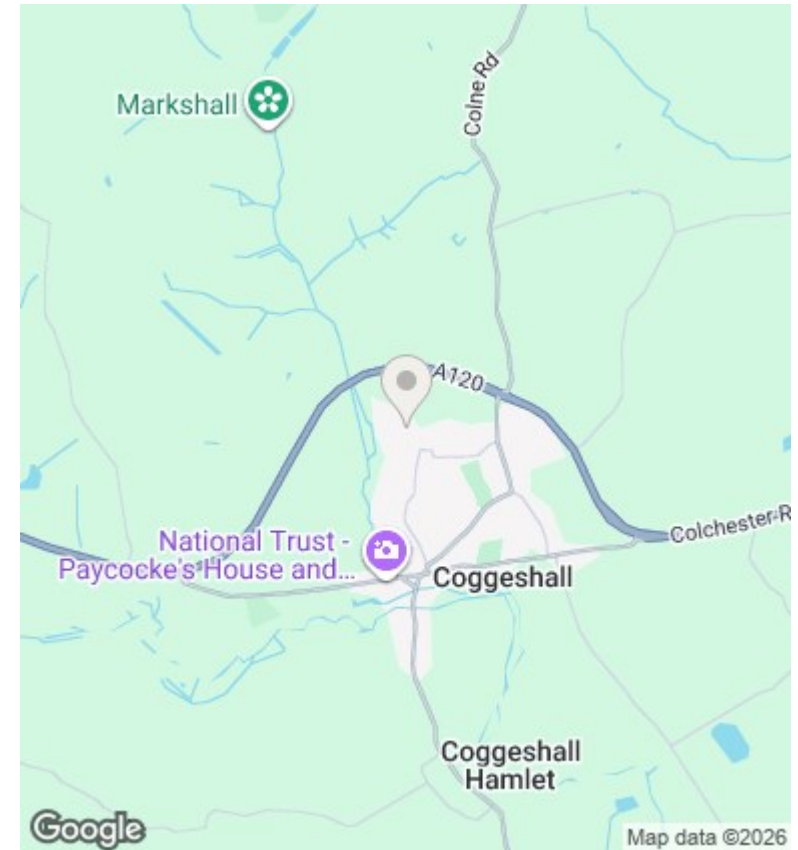 Markshall
Colne Rd
A120
National Trust -
Paycocke's House and...
Colchester R
Coggeshall
Coggeshall
Hamlet
Google
Map data ©2026